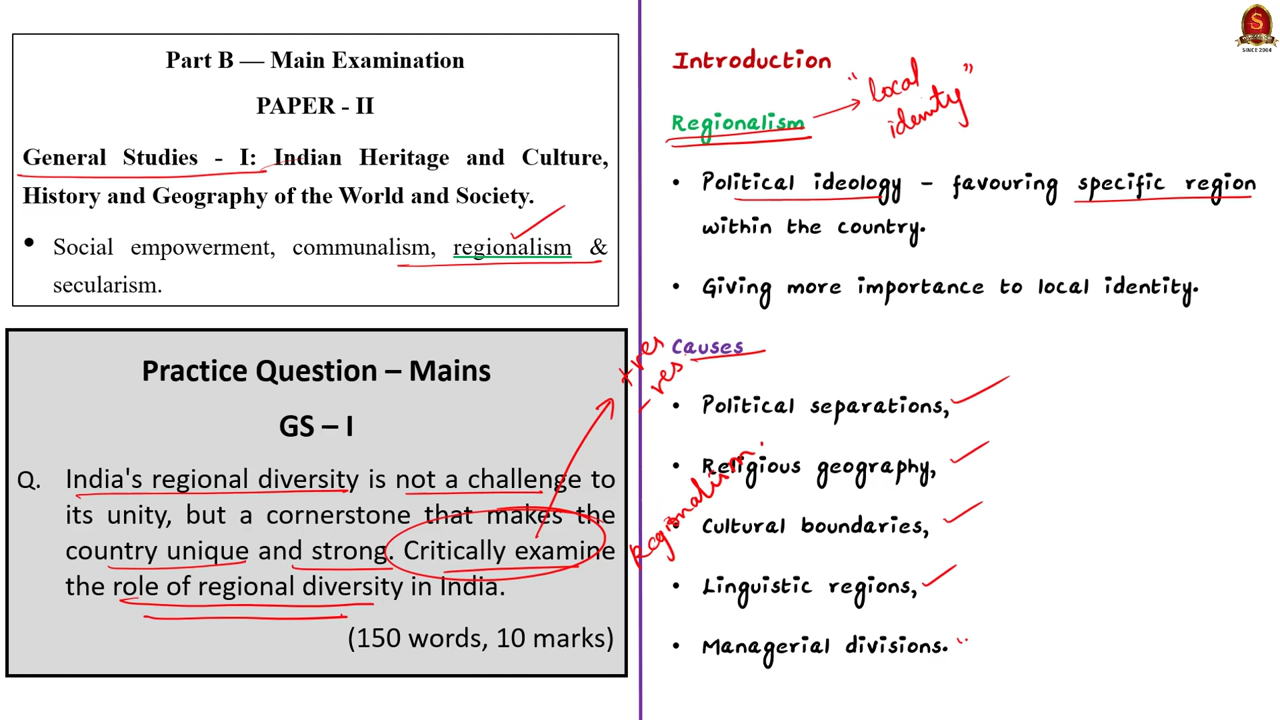 Part B — Main Examination
PAPER - II
General Studies - I: Indian Heritage and Culture,
History and Geography of the World and Society.
• Social empowerment, communalism, regionalism &
secularism.
Practice Question – Mains
GS – I
Q. India's regional diversity is not a challenge to
its unity, but a cornerstone that makes the
country unique and strong. Critically examine
the role of regional diversity in India.
(150 words, 10 marks)
+ves
-ves
Regionalism.
SINCE 2004
Introduction
Regionalism
"local
identity"
• Political ideology – favouring specific region
within the country.
• Giving more importance to local identity.
Causes
• Political separations,
• Religious geography,
• Cultural boundaries,
• Linguistic regions,
• Managerial divisions.